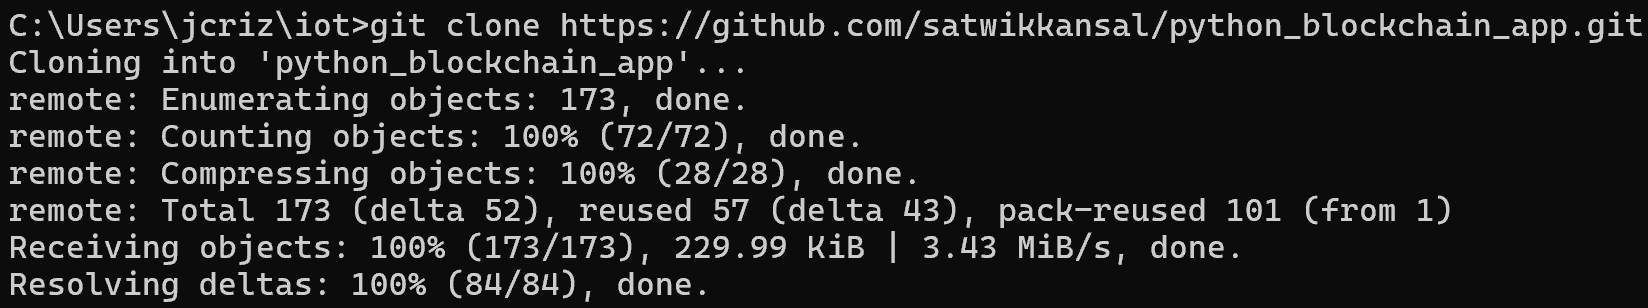 C:\Users\jcriz\iot>git clone https://github.com/satwikkansal/python_blockchain_app.git
Cloning into 'python_blockchain_app'...
remote: Enumerating objects: 173, done.
remote: Counting objects: 100% (72/72), done.
remote: Compressing objects: 100% (28/28), done.
remote: Total 173 (delta 52), reused 57 (delta 43), pack-reused 101 (from 1)
Receiving objects: 100% (173/173), 229.99 KiB | 3.43 MiB/s, done.
Resolving deltas: 100% (84/84), done.